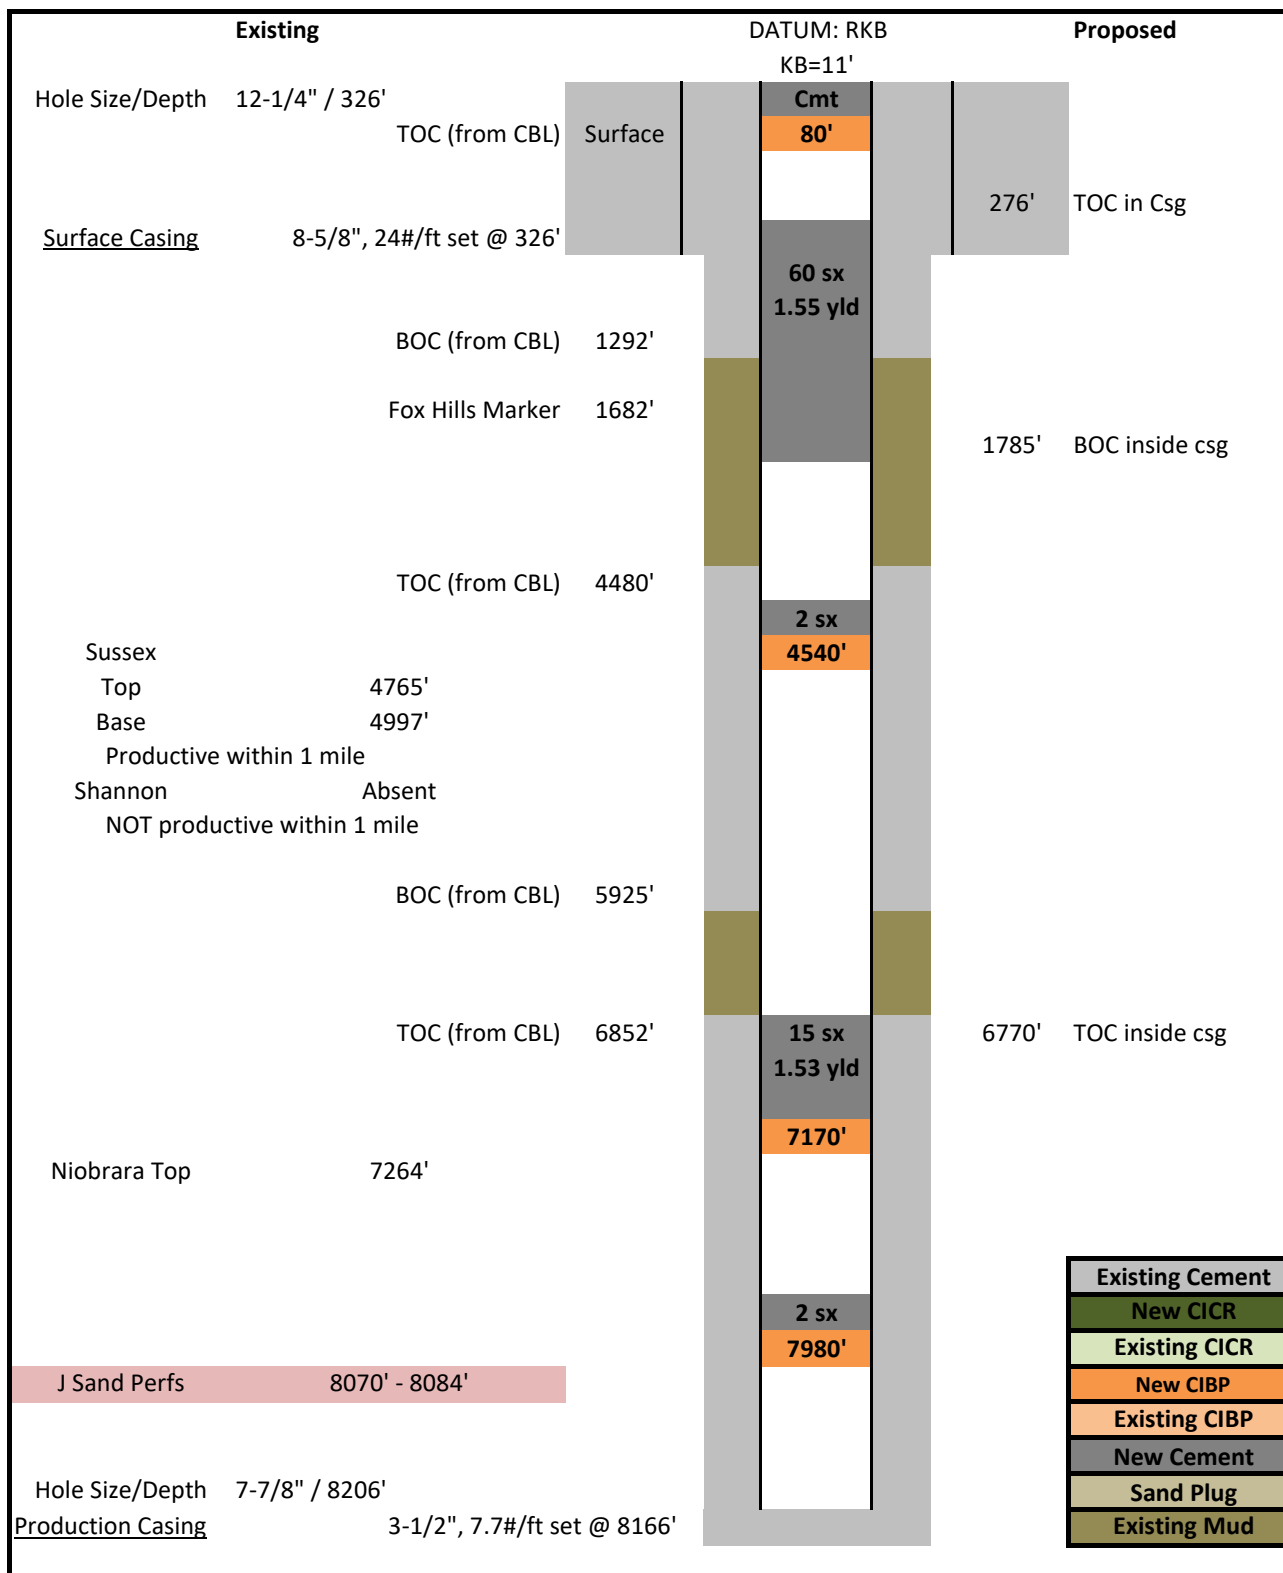 Existing DATUM: RKB Proposed
KB=11'
Hole Size/Depth 12-1/4" / 326' Cmt
TOC (from CBL) Surface 80'
276' TOC in Csg
Surface Casing 8-5/8", 24#/ft set @ 326'
60 sx
1.55 yld
BOC (from CBL) 1292'
Fox Hills Marker 1682'
1785' BOC inside csg
TOC (from CBL) 4480'
2 sx
Sussex 4540'
Top 4765'
Base 4997'
Productive within 1 mile
Shannon Absent
NOT productive within 1 mile
BOC (from CBL) 5925'
TOC (from CBL) 6852' 15 sx 6770' TOC inside csg
1.53 yld
7170'
Niobrara Top 7264'
Existing Cement
2 sx New CICR
7980' Existing CICR
J Sand Perfs 8070' - 8084' New CIBP
Existing CIBP
New Cement
Hole Size/Depth 7-7/8" / 8206' Sand Plug
Production Casing 3-1/2", 7.7#/ft set @ 8166' Existing Mud